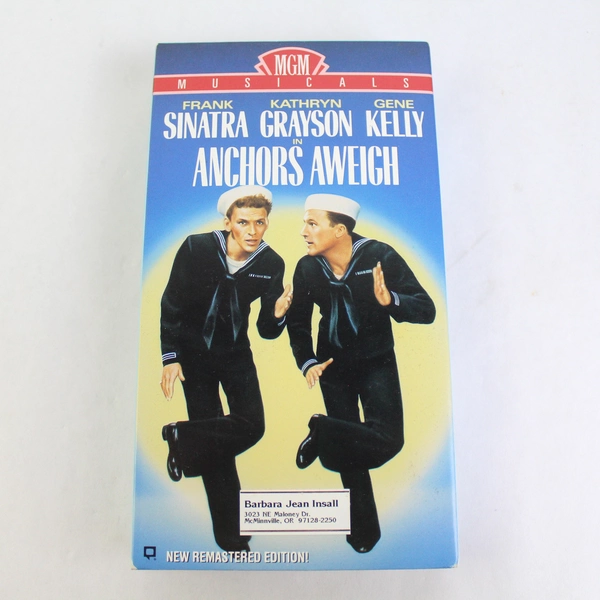 MGM
MUSICALS
FRANK KATHRYN GENE
SINATRA GRAYSON KELLY
IN
ANCHORS AWEIGH
Barbara Jean Insall
3023 NE Maloney Dr.
McMinnville, OR 97128-2250
NEW REMASTERED EDITION!